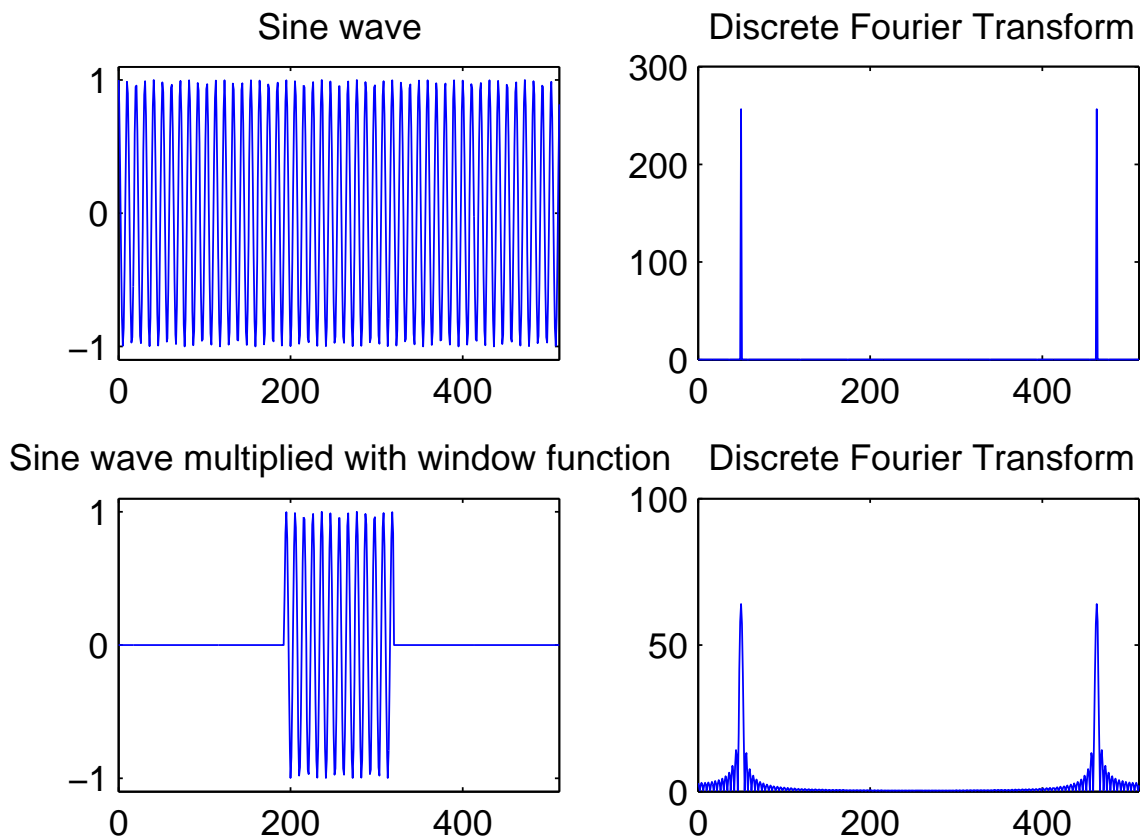 Sine wave
1
0
−1
0 200 400
Discrete Fourier Transform
300
200
100
0
0 200 400
Sine wave multiplied with window function
1
0
−1
0 200 400
Discrete Fourier Transform
100
50
0
0 200 400